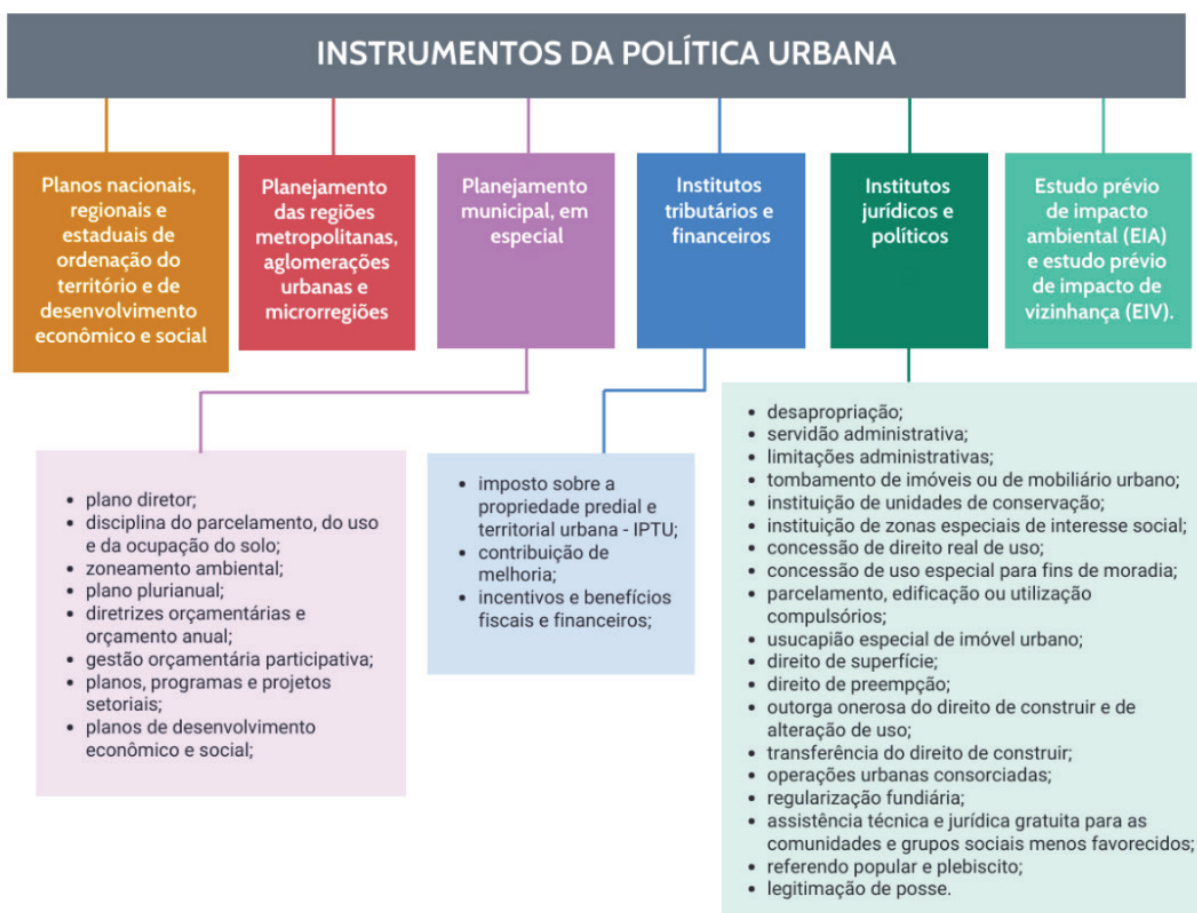 INSTRUMENTOS DA POLÍTICA URBANA
Planos nacionais,
regionais e
estaduais de
ordenação do
território e de
desenvolvimento
econômico e social
Planejamento
das regiões
metropolitanas,
aglomerações
urbanas e
microrregiões
Planejamento
municipal, em
especial
Institutos
tributários e
financeiros
Institutos
jurídicos e
políticos
Estudo prévio
de impacto
ambiental (EIA)
e estudo prévio
de impacto de
vizinhança (EIV).
• plano diretor;
• disciplina do parcelamento, do uso
e da ocupação do solo;
• zoneamento ambiental;
• plano plurianual;
• diretrizes orçamentárias e
orçamento anual;
• gestão orçamentária participativa;
• planos, programas e projetos
setoriais;
• planos de desenvolvimento
econômico e social;
• imposto sobre a
propriedade predial e
territorial urbana - IPTU;
• contribuição de
melhoria;
• incentivos e benefícios
fiscais e financeiros;
• desapropriação;
• servidão administrativa;
• limitações administrativas;
• tombamento de imóveis ou de mobiliário urbano;
• instituição de unidades de conservação;
• instituição de zonas especiais de interesse social;
• concessão de direito real de uso;
• concessão de uso especial para fins de moradia;
• parcelamento, edificação ou utilização
compulsórios;
• usucapião especial de imóvel urbano;
• direito de superfície;
• direito de preempção;
• outorga onerosa do direito de construir e de
alteração de uso;
• transferência do direito de construir;
• operações urbanas consorciadas;
• regularização fundiária;
• assistência técnica e jurídica gratuita para as
comunidades e grupos sociais menos favorecidos;
• referendo popular e plebiscito;
• legitimação de posse.